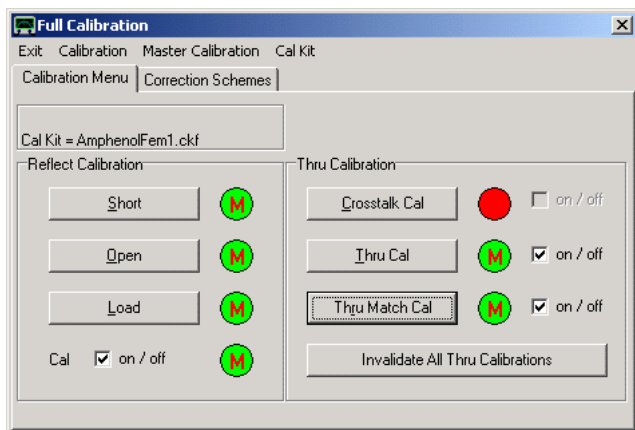 Full Calibration
Exit Calibration Master Calibration Cal Kit
Calibration Menu Correction Schemes
Cal Kit = AmphenolFem1.ckf
Reflect Calibration
Short M
Open M
Load M
Cal on / off M
Thru Calibration
Crosstalk Cal on / off
Thru Cal M on / off
Thru Match Cal M on / off
Invalidate All Thru Calibrations